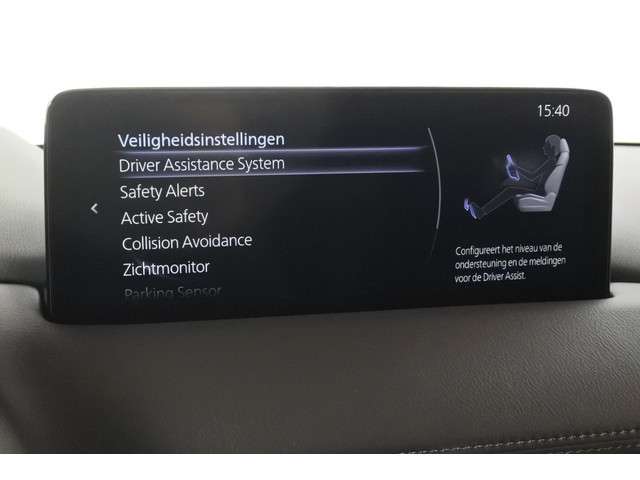 15:40
Veiligheidsinstellingen
Driver Assistance System
Safety Alerts
Active Safety
Collision Avoidance
Zichtmonitor
Parking Sensor
Configureert het niveau van de
ondersteuning en de meldingen
voor de Driver Assist.